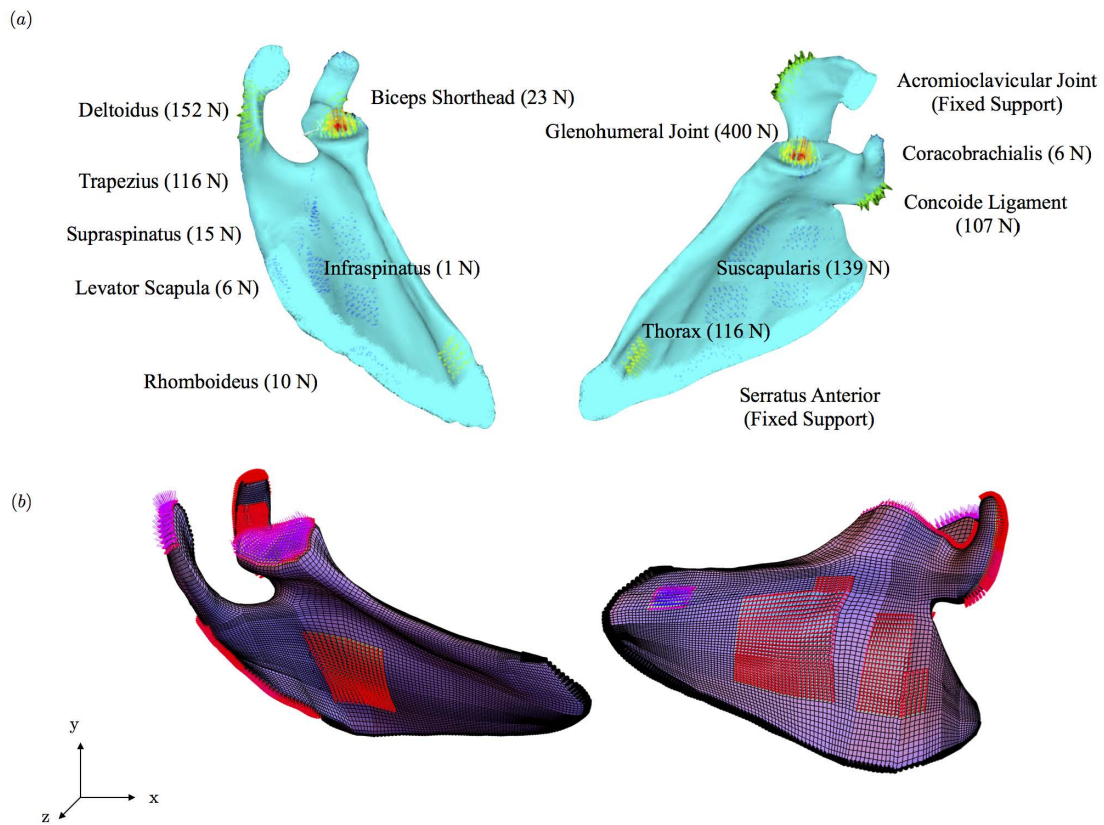 (a)
Deltoidus (152 N)
Biceps Shorthead (23 N)
Trapezius (116 N)
Supraspinatus (15 N)
Infraspinatus (1 N)
Levator Scapula (6 N)
Rhomboideus (10 N)
Acromioclavicular Joint
(Fixed Support)
Glenohumeral Joint (400 N)
Coracobrachialis (6 N)
Concoide Ligament
(107 N)
Suscapularis (139 N)
Thorax (116 N)
Serratus Anterior
(Fixed Support)
(b)
y
x
z